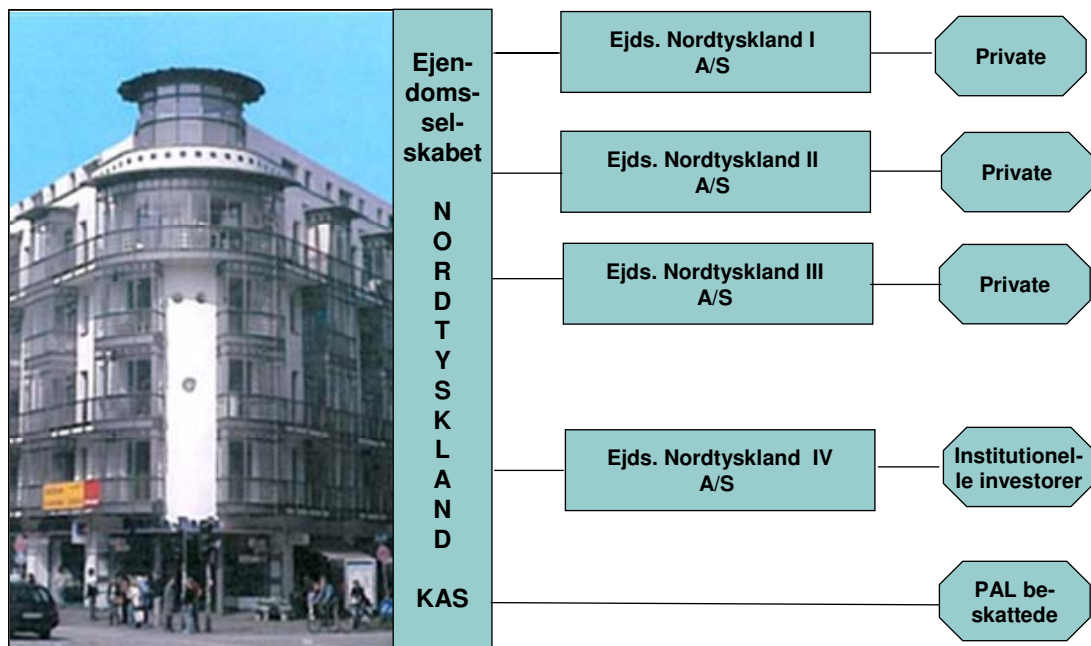 Ejen-
doms-
sel-
skabet
N
O
R
D
T
Y
S
K
L
A
N
D
KAS
Ejds. Nordtyskland I
A/S
Private
Ejds. Nordtyskland II
A/S
Private
Ejds. Nordtyskland III
A/S
Private
Ejds. Nordtyskland IV
A/S
Institutionel-
le investorer
PAL be-
skattede